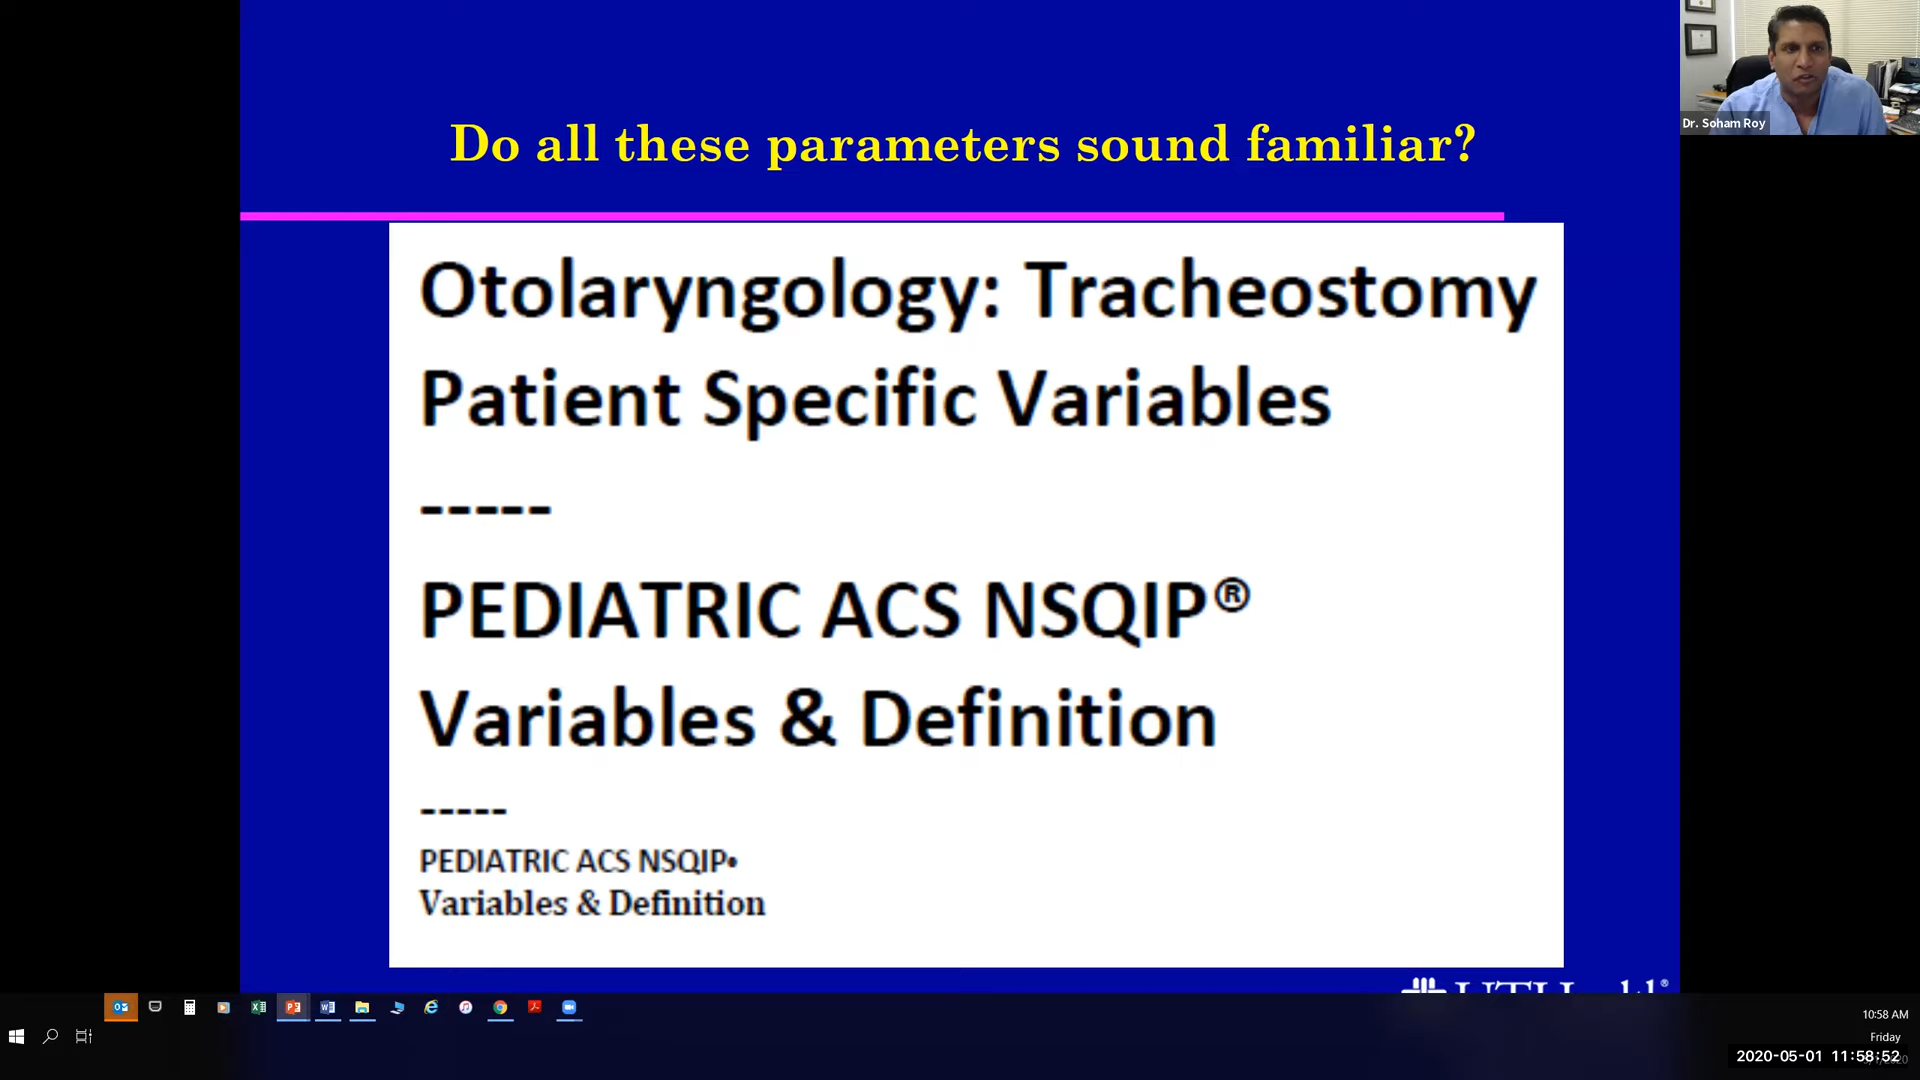 Do all these parameters sound familiar?
Dr. Soham Roy
Otolaryngology: Tracheostomy
Patient Specific Variables
-----
PEDIATRIC ACS NSQIP®
Variables & Definition
-----
PEDIATRIC ACS NSQIP®
Variables & Definition
10:58 AM
Friday
2020-05-01 11:58:52